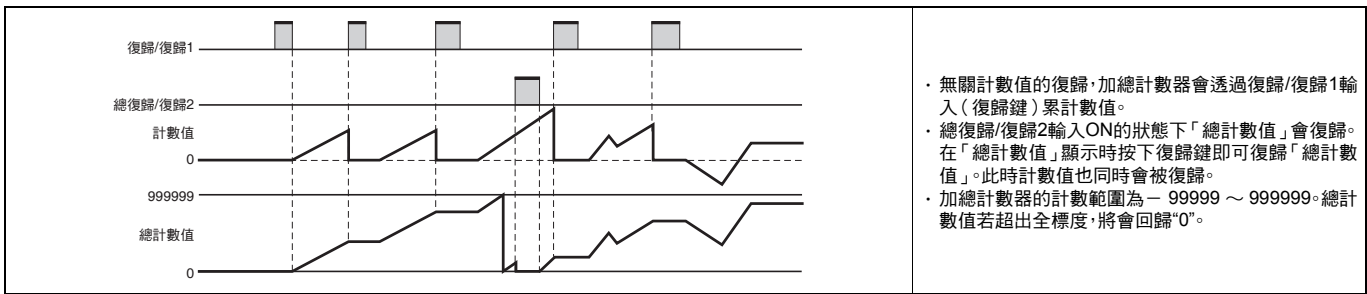 復歸/復歸1
總復歸/復歸2
計數值
0
999999
總計數值
0
· 無關計數值的復歸，加總計數器會透過復歸/復歸1輸
入（復歸鍵）累計數值。
· 總復歸/復歸2輸入ON的狀態下「總計數值」會復歸。
在「總計數值」顯示時按下復歸鍵即可復歸「總計數
值」。此時計數值也同時會被復歸。
· 加總計數器的計數範圍為－ 99999 ～ 999999。總計
數值若超出全標度，將會回歸“0”。